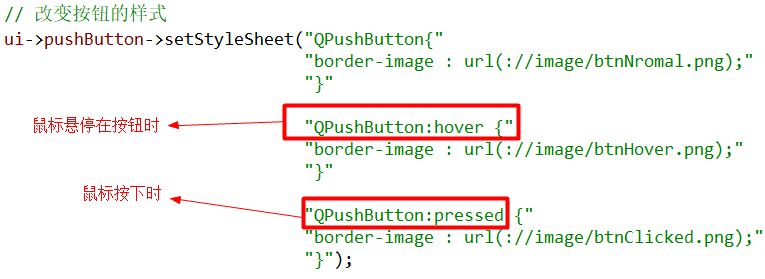 // 改变按钮的样式
ui->pushButton->setStyleSheet("QPushButton{"
"border-image : url(://image/btnNromal.png);"
"}"
鼠标悬停在按钮时
"QPushButton:hover {"
"border-image : url(://image/btnHover.png);"
"}"
鼠标按下时
"QPushButton:pressed {"
"border-image : url(://image/btnClicked.png);"
"}");